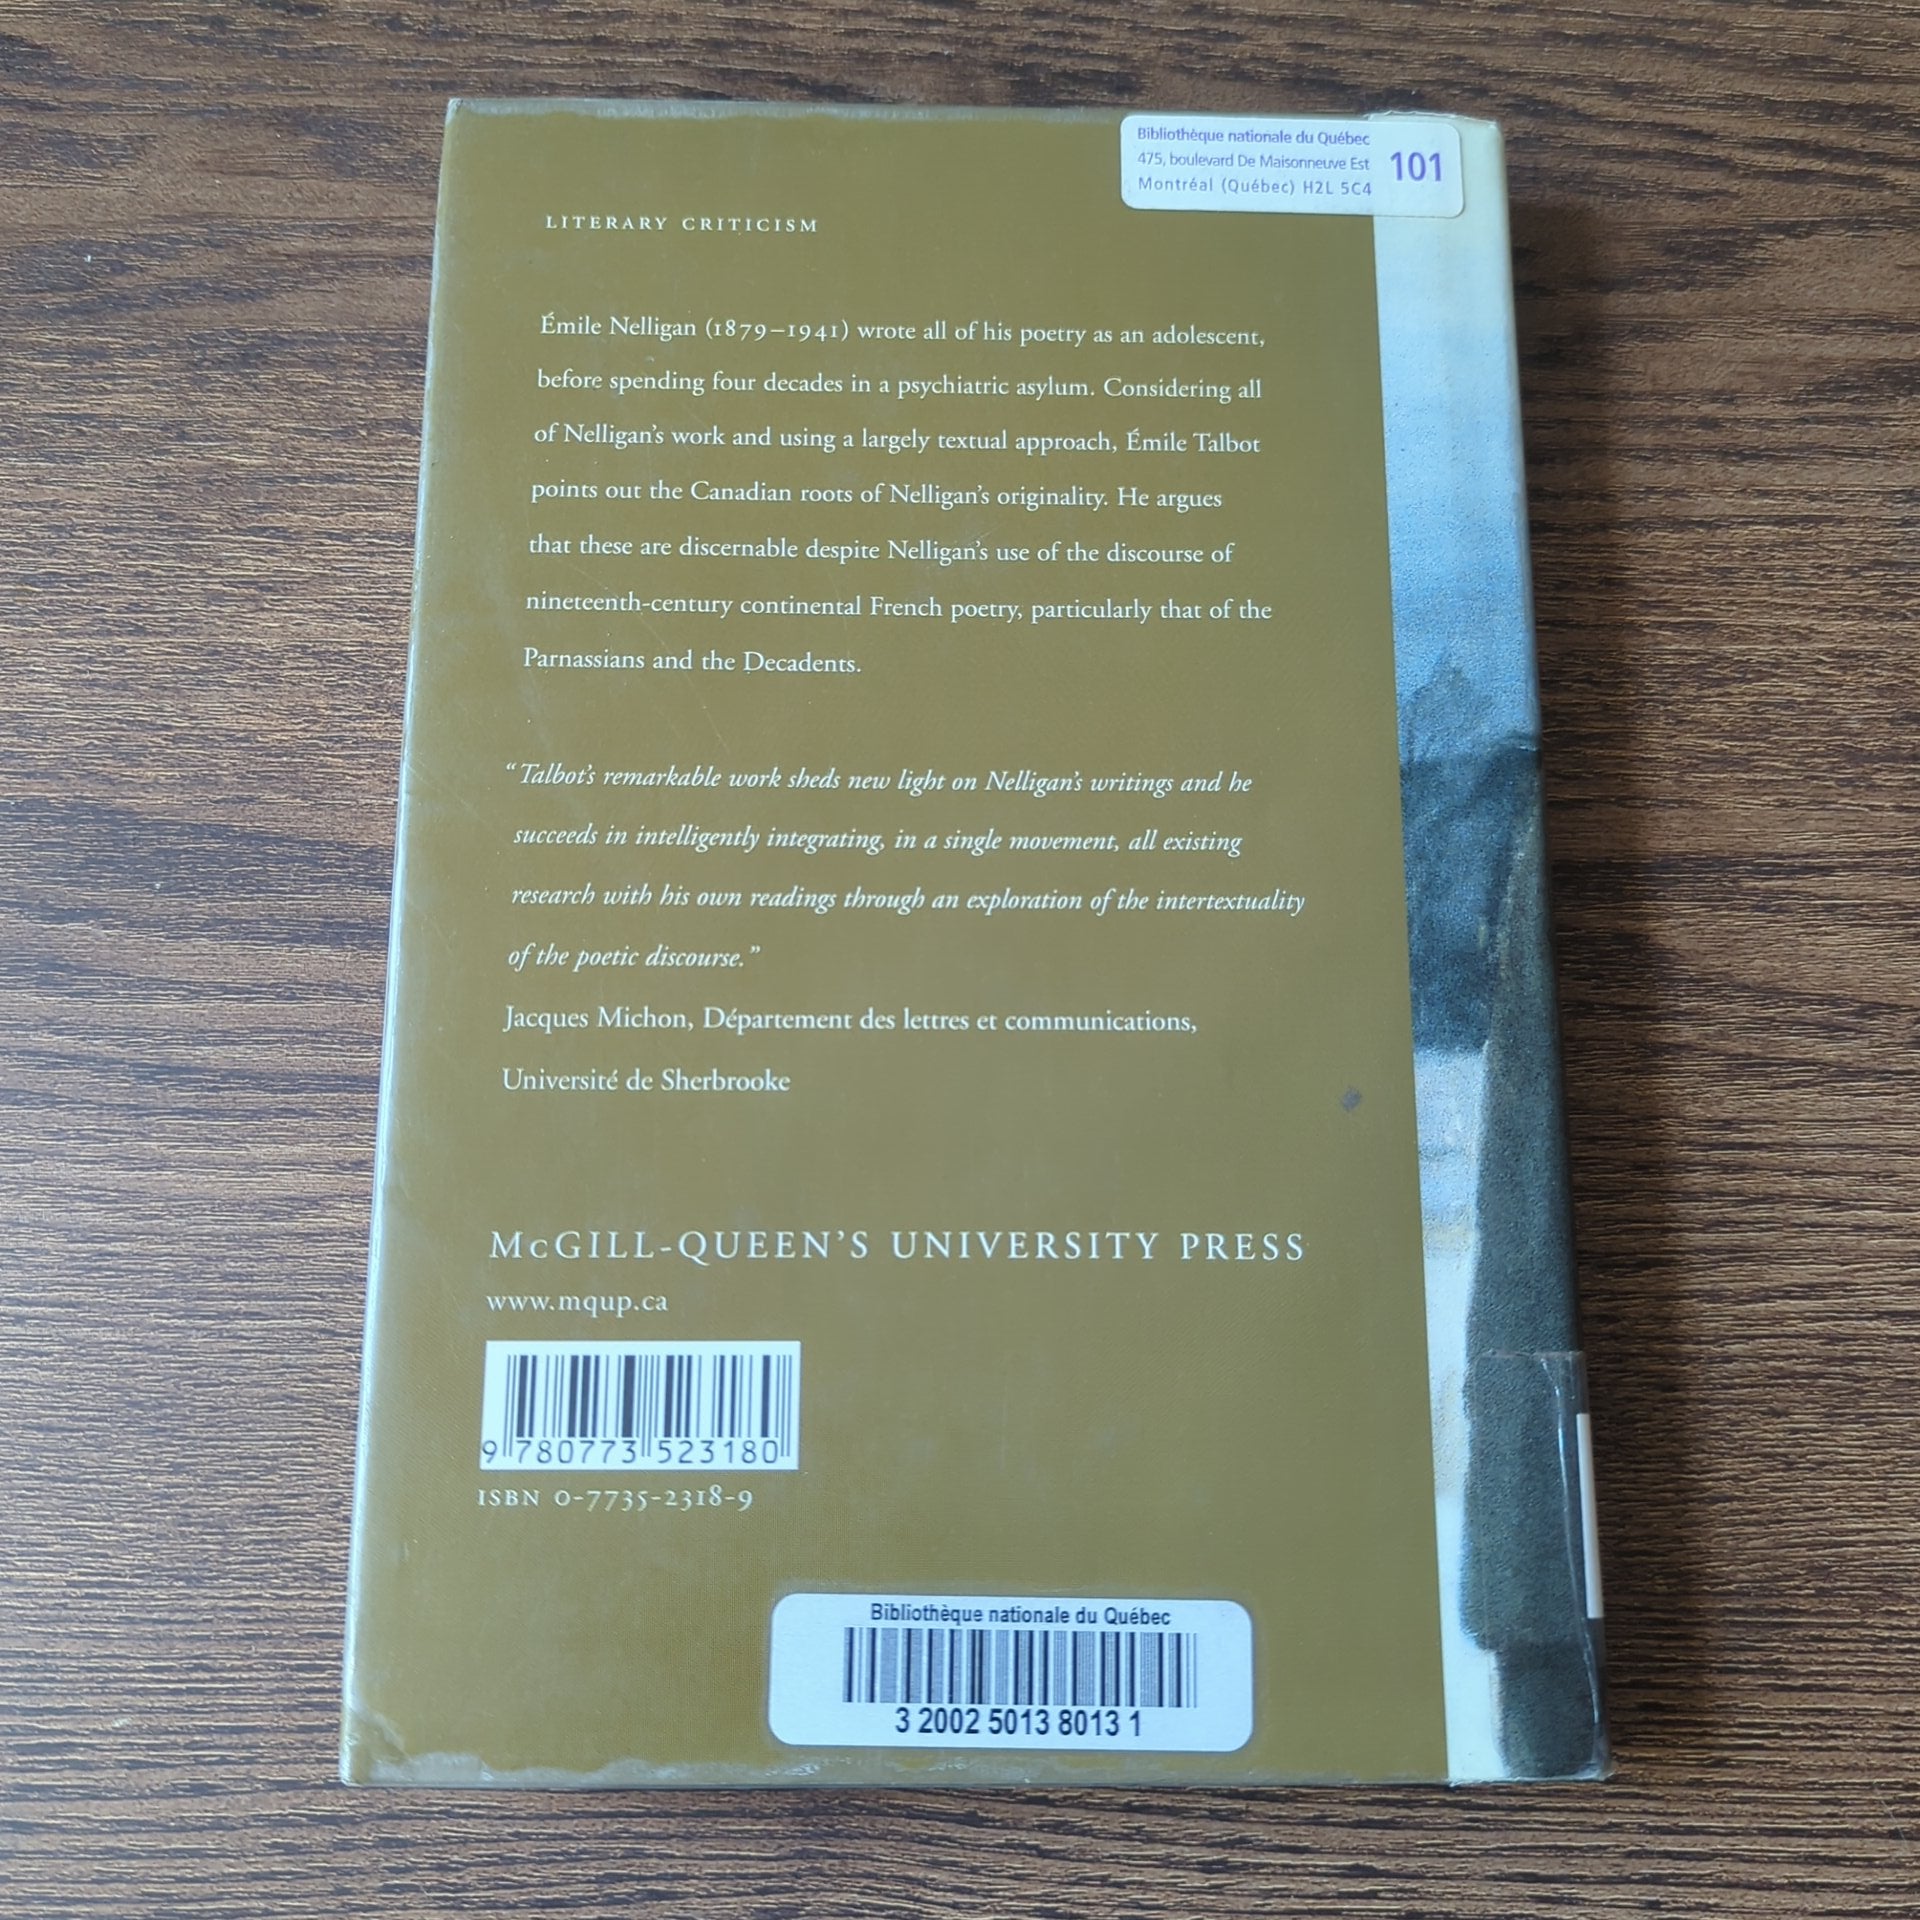 Bibliothèque nationale du Québec
475, boulevard De Maisonneuve Est
Montréal (Québec) H2L 5C4
101
LITERARY CRITICISM
Émile Nelligan (1879–1941) wrote all of his poetry as an adolescent,
before spending four decades in a psychiatric asylum. Considering all
of Nelligan's work and using a largely textual approach, Émile Talbot
points out the Canadian roots of Nelligan's originality. He argues
that these are discernable despite Nelligan's use of the discourse of
nineteenth-century continental French poetry, particularly that of the
Parnassians and the Decadents.
"Talbot's remarkable work sheds new light on Nelligan's writings and he
succeeds in intelligently integrating, in a single movement, all existing
research with his own readings through an exploration of the intertextuality
of the poetic discourse."
Jacques Michon, Département des lettres et communications,
Université de Sherbrooke
McGILL-QUEEN'S UNIVERSITY PRESS
www.mqup.ca
9 780773 523180
ISBN 0-7735-2318-9
Bibliothèque nationale du Québec
3 2002 5013 8013 1